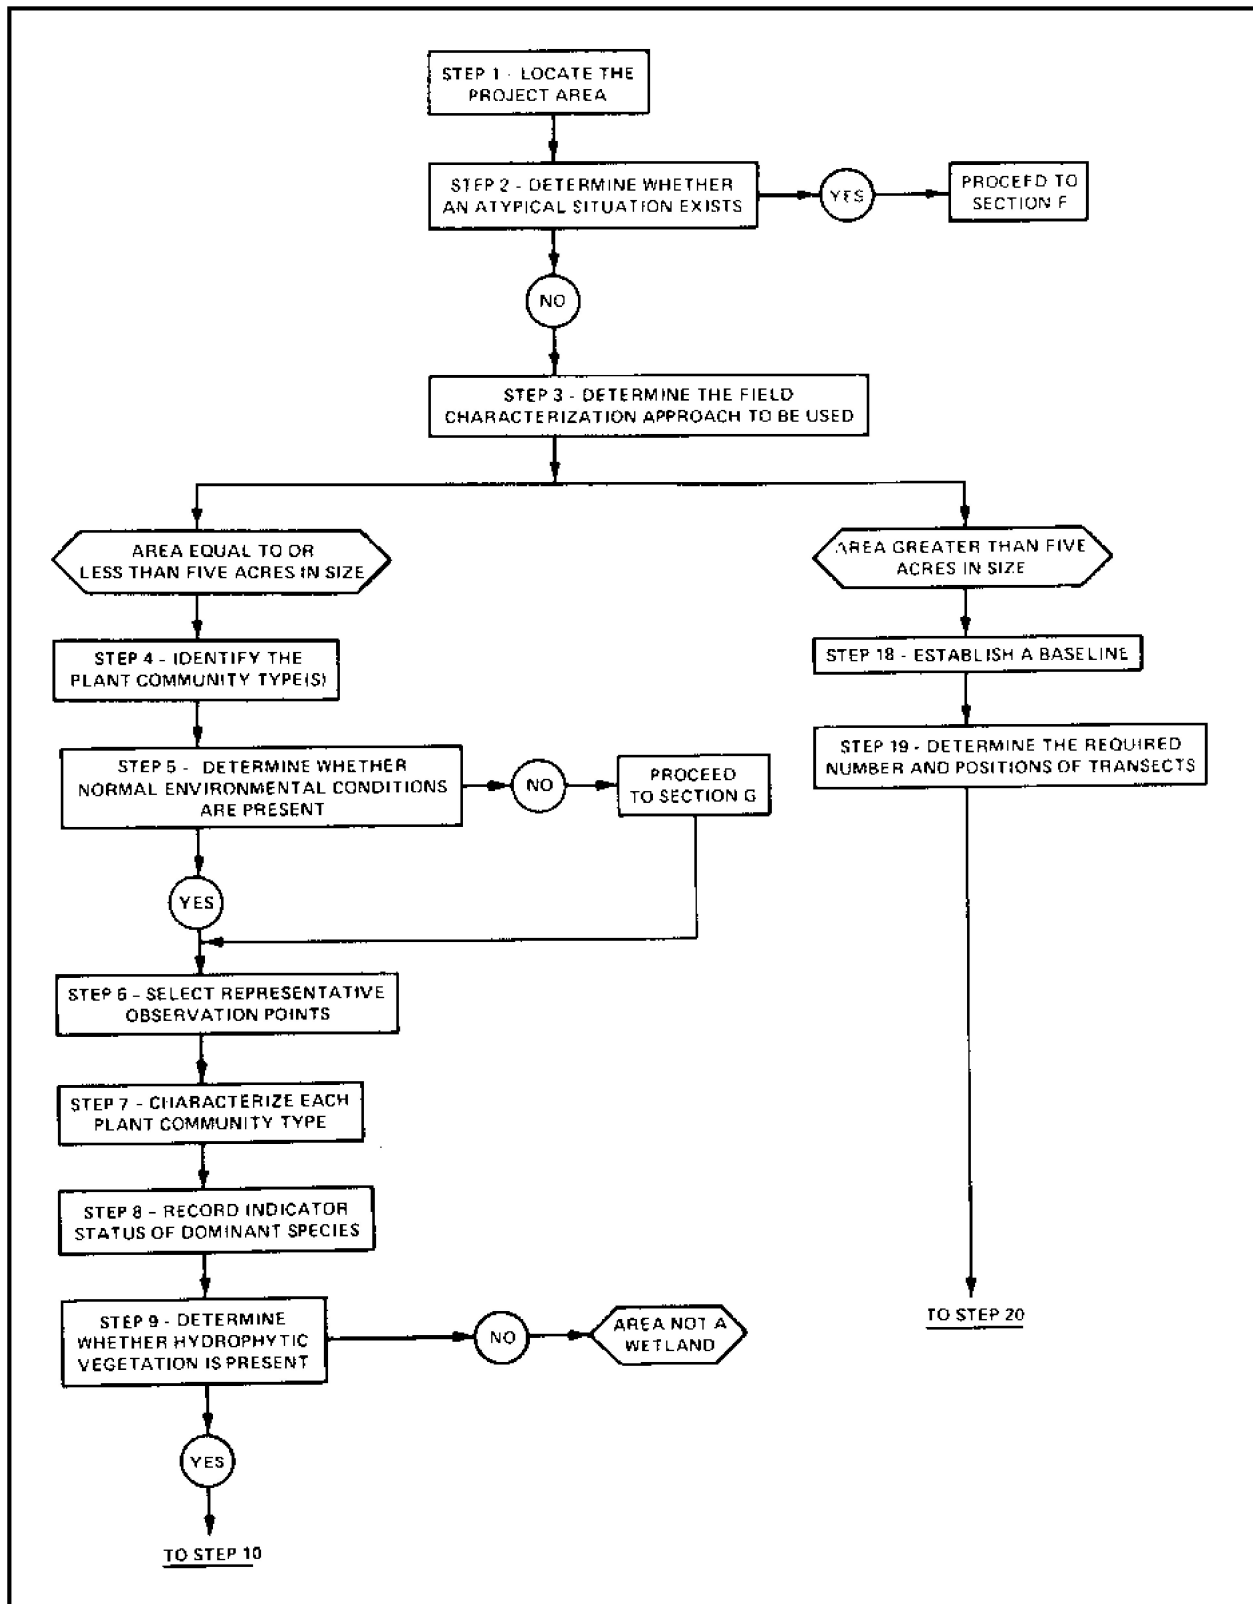 STEP 1 - LOCATE THE
PROJECT AREA
STEP 2 - DETERMINE WHETHER
AN ATYPICAL SITUATION EXISTS
YES
PROCEED TO
SECTION F
NO
STEP 3 - DETERMINE THE FIELD
CHARACTERIZATION APPROACH TO BE USED
AREA EQUAL TO OR
LESS THAN FIVE ACRES IN SIZE
AREA GREATER THAN FIVE
ACRES IN SIZE
STEP 4 - IDENTIFY THE
PLANT COMMUNITY TYPE(S)
STEP 18 - ESTABLISH A BASELINE
STEP 5 - DETERMINE WHETHER
NORMAL ENVIRONMENTAL CONDITIONS
ARE PRESENT
NO
PROCEED
TO SECTION G
STEP 19 - DETERMINE THE REQUIRED
NUMBER AND POSITIONS OF TRANSECTS
YES
STEP 6 - SELECT REPRESENTATIVE
OBSERVATION POINTS
STEP 7 - CHARACTERIZE EACH
PLANT COMMUNITY TYPE
STEP 8 - RECORD INDICATOR
STATUS OF DOMINANT SPECIES
STEP 9 - DETERMINE
WHETHER HYDROPHYTIC
VEGETATION IS PRESENT
NO
AREA NOT A
WETLAND
TO STEP 20
YES
TO STEP 10